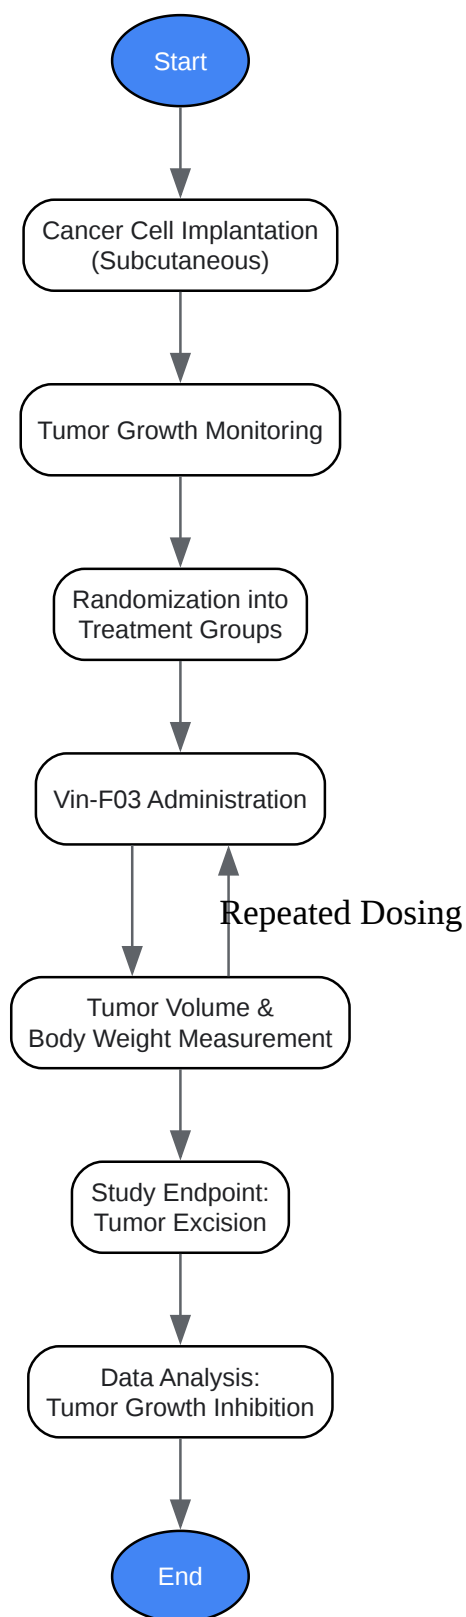 Start
Cancer Cell Implantation
(Subcutaneous)
Tumor Growth Monitoring
Randomization into
Treatment Groups
Vin-F03 Administration
Repeated Dosing
Tumor Volume &
Body Weight Measurement
Study Endpoint:
Tumor Excision
Data Analysis:
Tumor Growth Inhibition
End